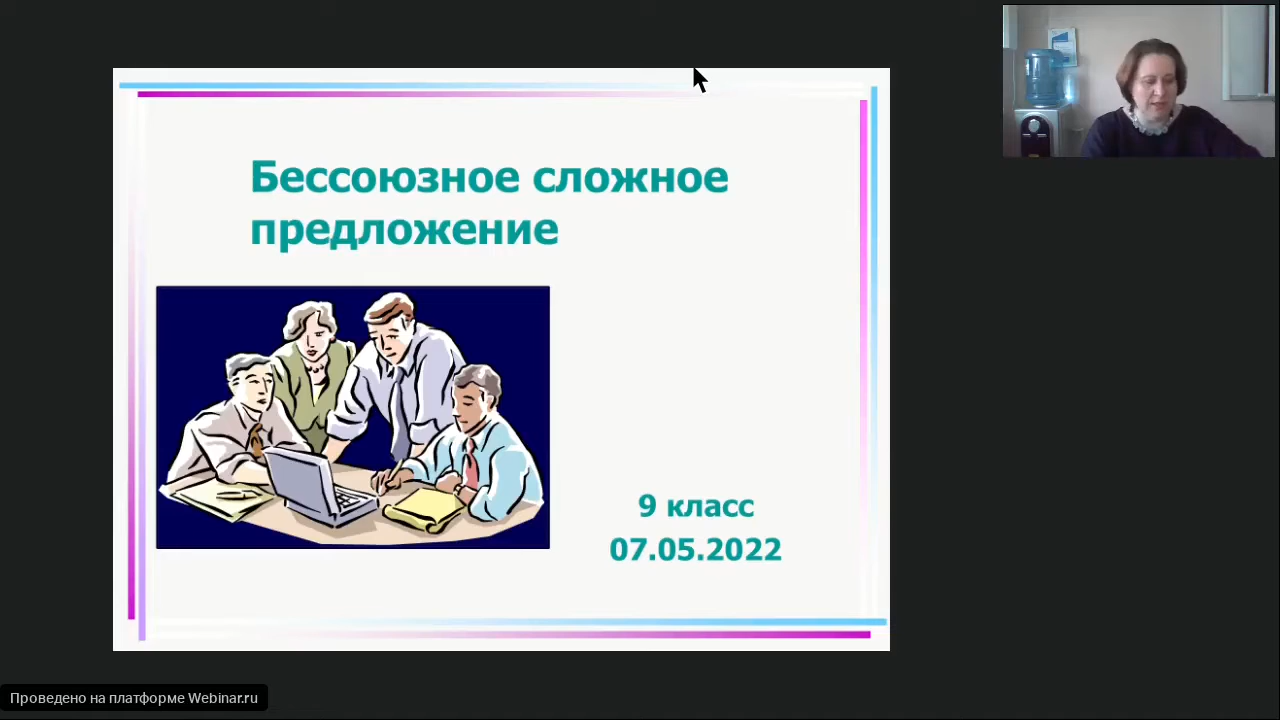 Бессоюзное сложное
предложение
9 класс
07.05.2022
Проведено на платформе Webinar.ru